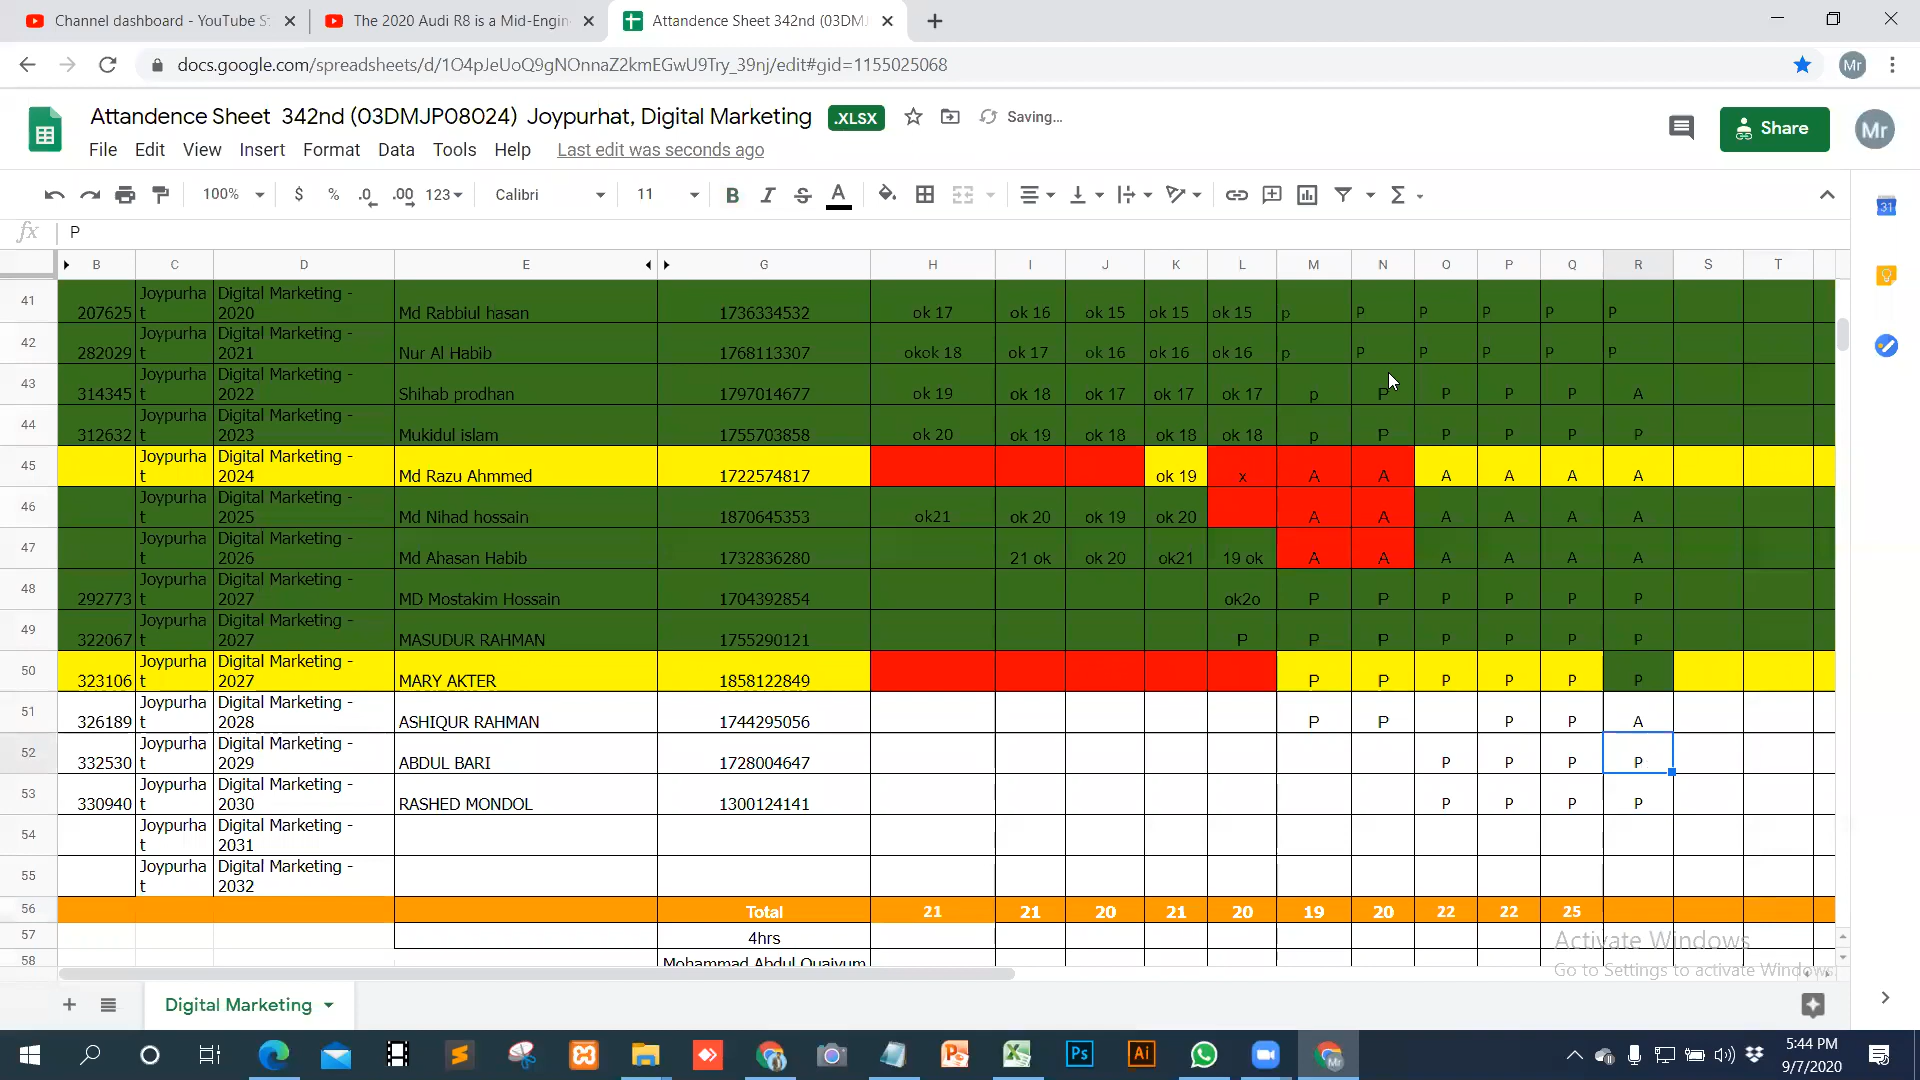 Channel dashboard - YouTube S
The 2020 Audi R8 is a Mid-Engin
Attandence Sheet 342nd (03DMJ
docs.google.com/spreadsheets/d/1O4pJeUoQ9gNOnnaZ2kmEGwU9Try_39nj/edit#gid=1155025068
Mr
Attandence Sheet 342nd (03DMJP08024) Joypurhat, Digital Marketing .XLSX Saving...
Share
Mr
File Edit View Insert Format Data Tools Help Last edit was seconds ago
100% $ % .0 .00 123 Calibri 11 B I S A
31
fx P
B C D E G H I J K L M N O P Q R S T
41 207625 Joypurhat Digital Marketing - 2020 Md Rabbiul hasan 1736334532 ok 17 ok 16 ok 15 ok 15 ok 15 p P P P P P
42 282029 Joypurhat Digital Marketing - 2021 Nur Al Habib 1768113307 okok 18 ok 17 ok 16 ok 16 ok 16 p P P P P P
43 314345 Joypurhat Digital Marketing - 2022 Shihab prodhan 1797014677 ok 19 ok 18 ok 17 ok 17 ok 17 p P P P P A
44 312632 Joypurhat Digital Marketing - 2023 Mukidul islam 1755703858 ok 20 ok 19 ok 18 ok 18 ok 18 p P P P P P
45 Joypurhat Digital Marketing - 2024 Md Razu Ahmmed 1722574817 ok 19 x A A A A A A
46 Joypurhat Digital Marketing - 2025 Md Nihad hossain 1870645353 ok21 ok 20 ok 19 ok 20 A A A A A A
47 Joypurhat Digital Marketing - 2026 Md Ahasan Habib 1732836280 21 ok ok 20 ok21 19 ok A A A A A A
48 292773 Joypurhat Digital Marketing - 2027 MD Mostakim Hossain 1704392854 ok2o P P P P P P
49 322067 Joypurhat Digital Marketing - 2027 MASUDUR RAHMAN 1755290121 P P P P P P P
50 323106 Joypurhat Digital Marketing - 2027 MARY AKTER 1858122849 P P P P P P
51 326189 Joypurhat Digital Marketing - 2028 ASHIQUR RAHMAN 1744295056 P P P P A
52 332530 Joypurhat Digital Marketing - 2029 ABDUL BARI 1728004647 P P P P
53 330940 Joypurhat Digital Marketing - 2030 RASHED MONDOL 1300124141 P P P P
54 Joypurhat Digital Marketing - 2031
55 Joypurhat Digital Marketing - 2032
56 Total 21 21 20 21 20 19 20 22 22 25
57 4hrs
58 Mohammad Abdul Quaiyum
Activate Windows
Go to Settings to activate Windows.
Digital Marketing
Ps Ai Mr
5:44 PM
9/7/2020